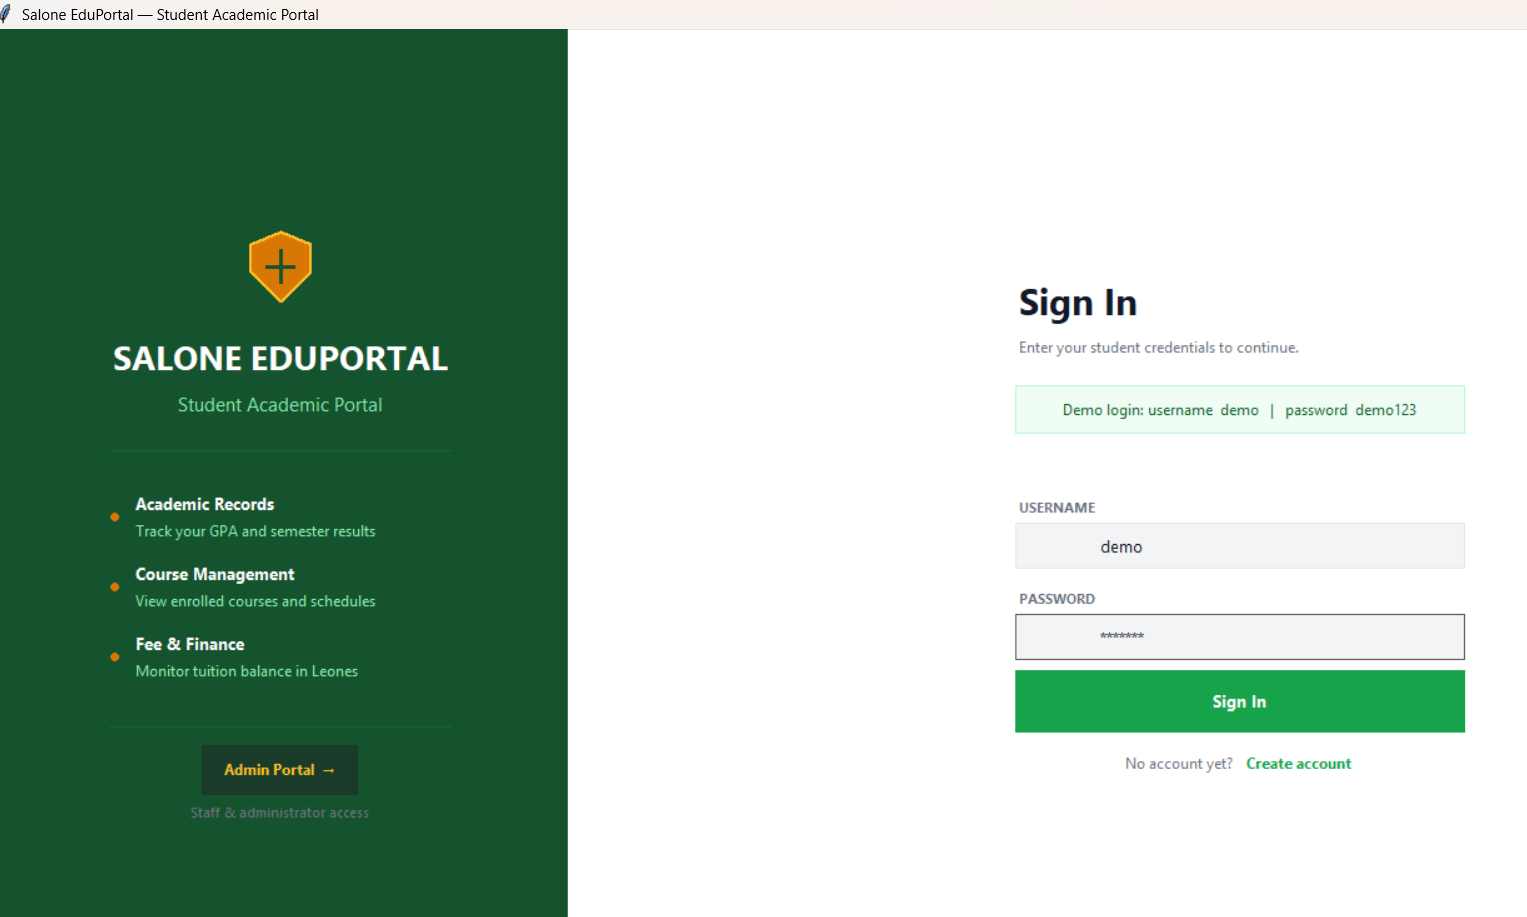 Salone EduPortal — Student Academic Portal
SALONE EDUPORTAL
Student Academic Portal
Academic Records
Track your GPA and semester results
Course Management
View enrolled courses and schedules
Fee & Finance
Monitor tuition balance in Leones
Admin Portal →
Staff & administrator access
Sign In
Enter your student credentials to continue.
Demo login: username demo | password demo123
USERNAME
demo
PASSWORD
*******
Sign In
No account yet? Create account